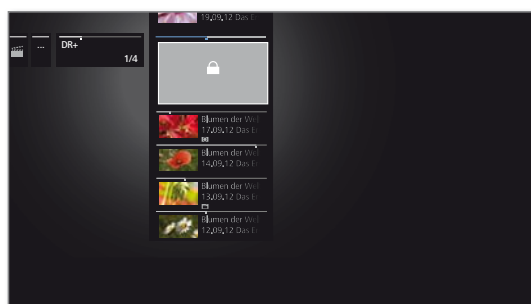 19.09.12 Das E
...
DR+
1/4
Blumen der Wel
17.09.12 Das E
Blumen der Wel
14.09.12 Das E
Blumen der Wel
13.09.12 Das E
Blumen der Wel
12.09.12 Das E